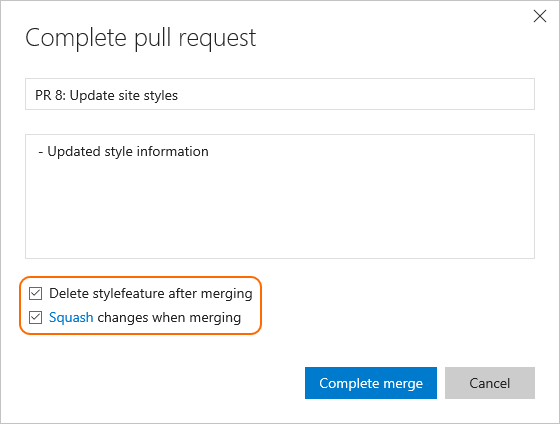 Complete pull request
PR 8: Update site styles
- Updated style information
Delete stylefeature after merging
Squash changes when merging
Complete merge
Cancel